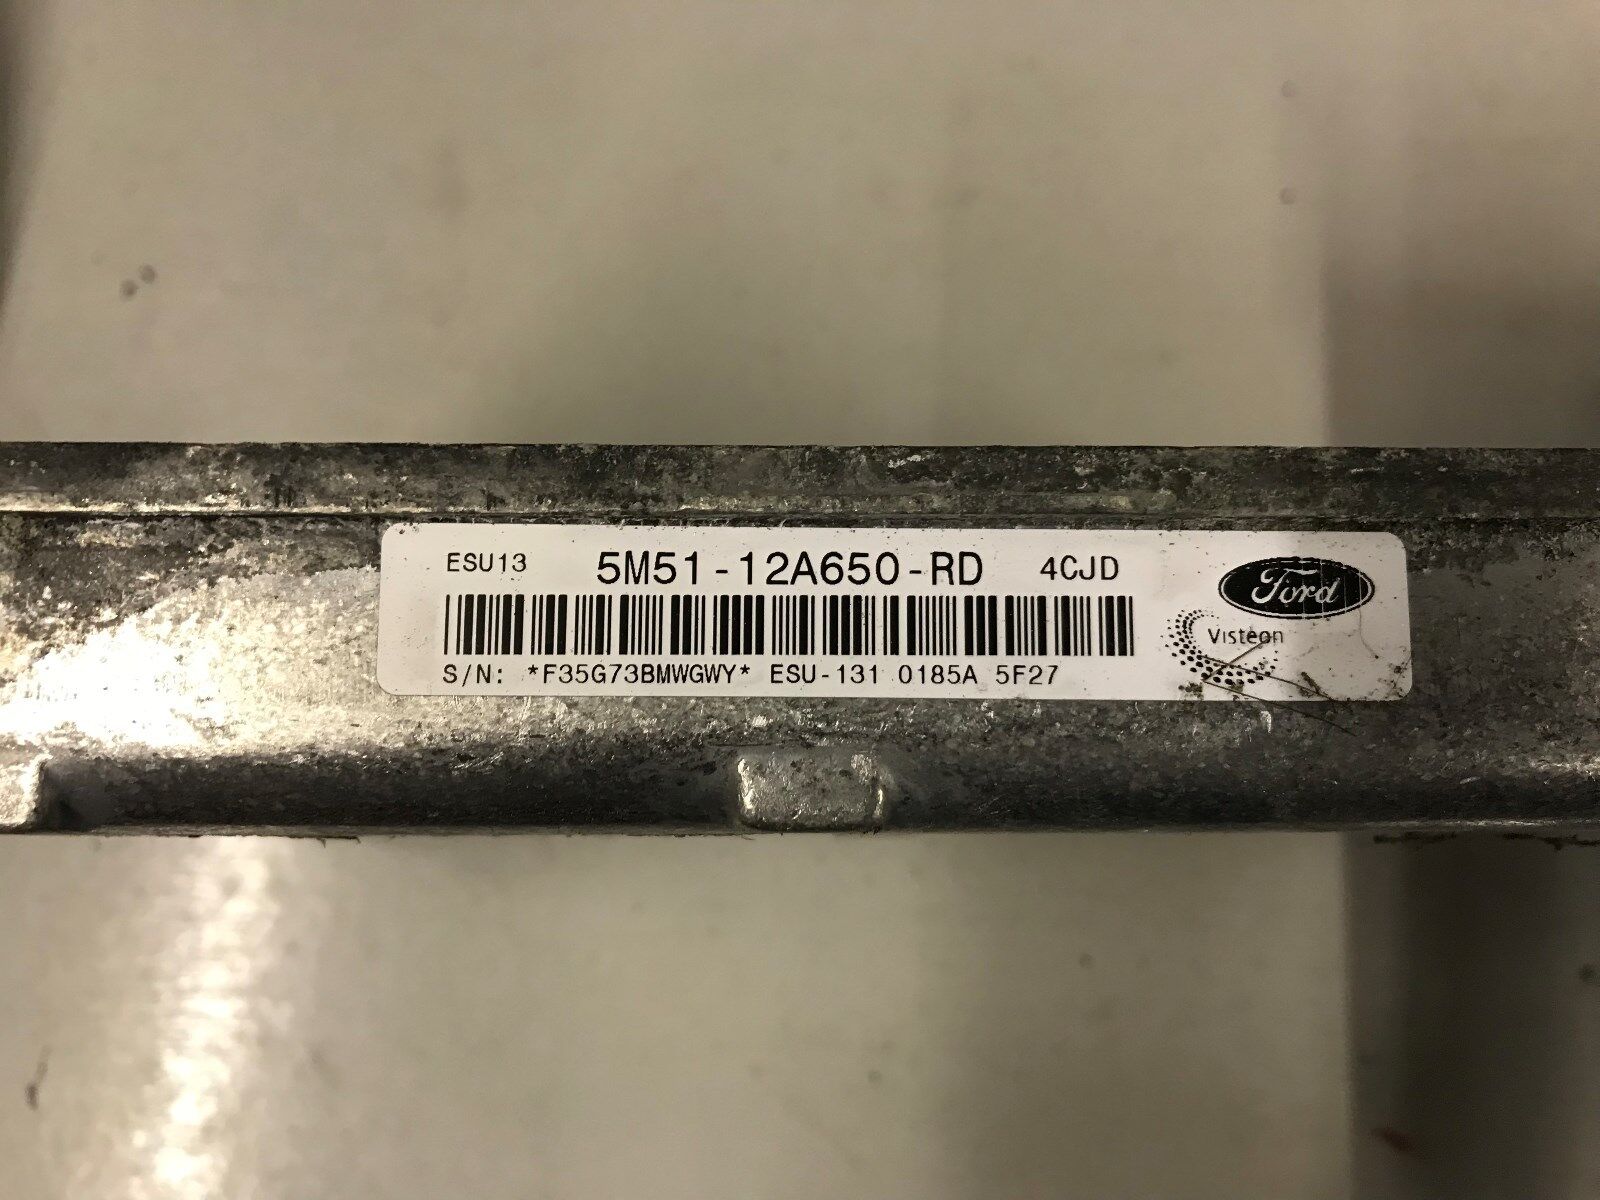 ESU13 5M51-12A650-RD 4CJD
Ford
Visteon
S/N: *F35G73BMWGWY* ESU-131 0185A 5F27